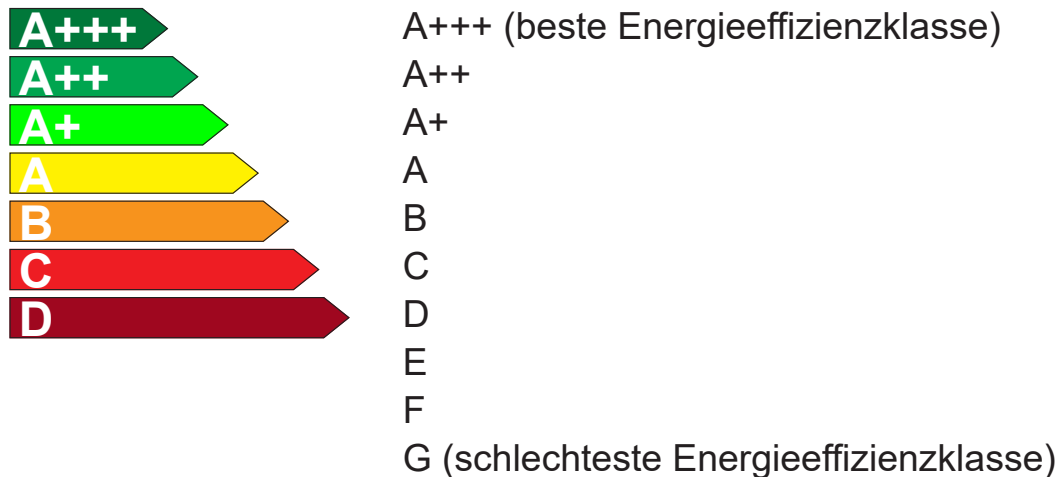 A+++ A+++ (beste Energieeffizienzklasse)
A++ A++
A+ A+
A A
B B
C C
D D
E
F
G (schlechteste Energieeffizienzklasse)